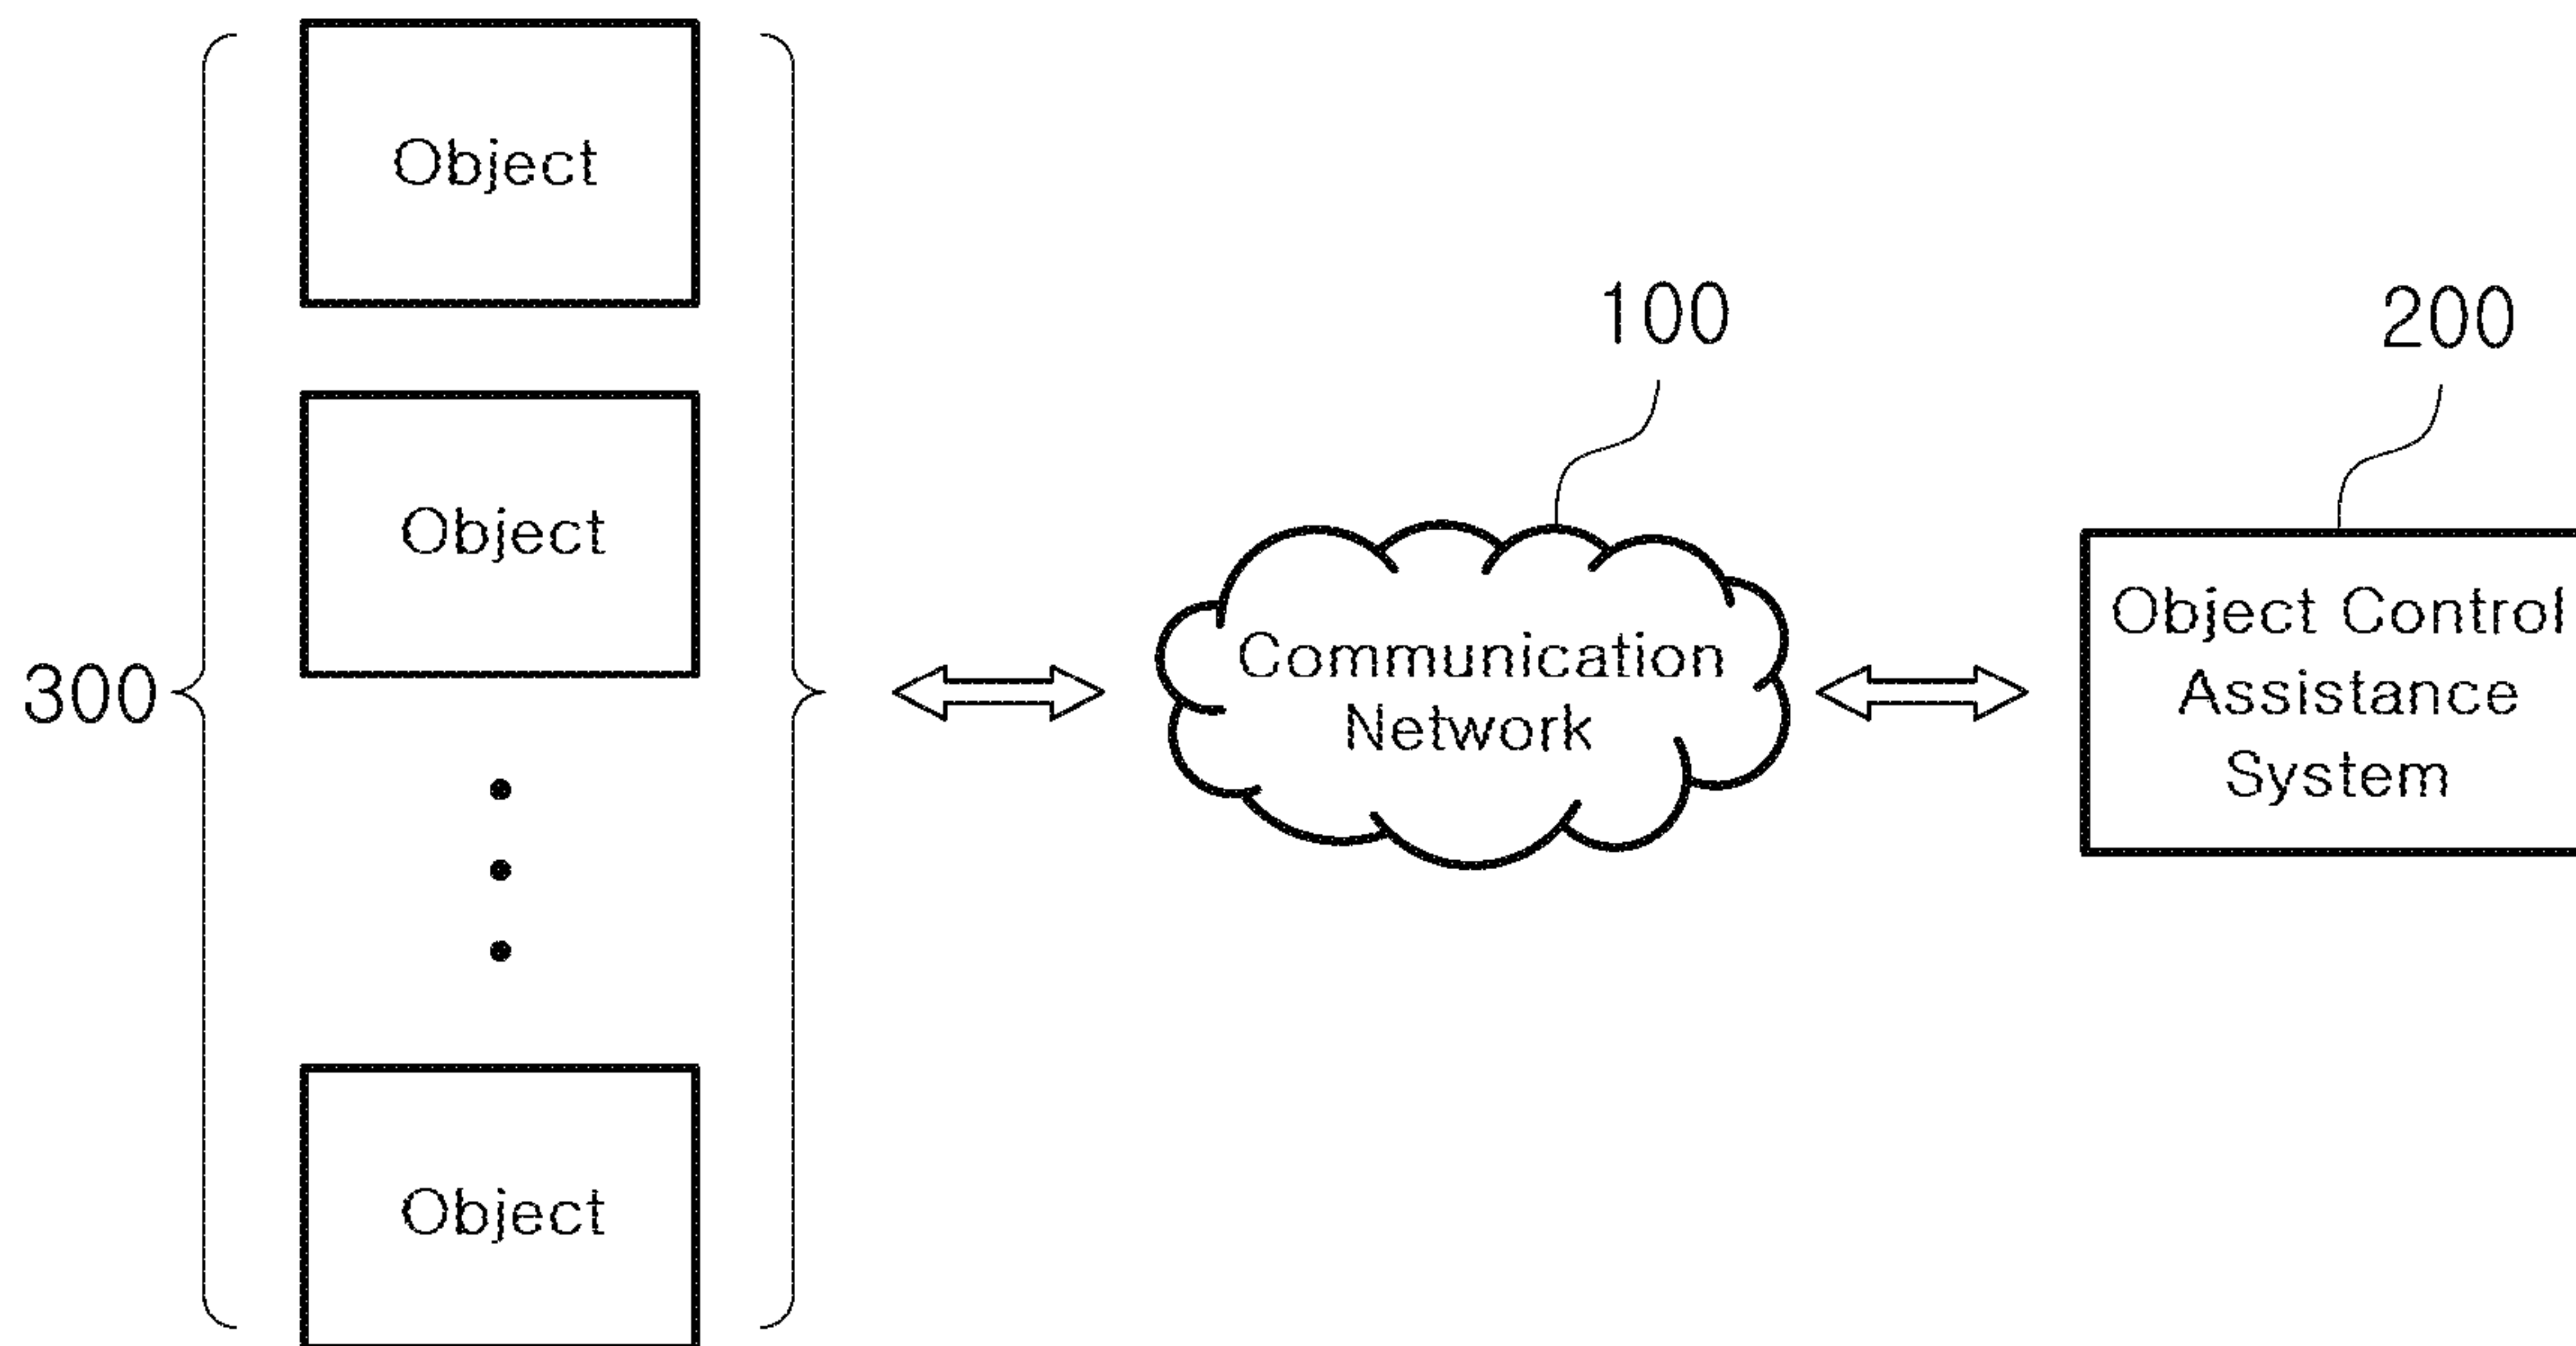 Object
Object
Object
300
100
Communication
Network
200
Object Control
Assistance
System